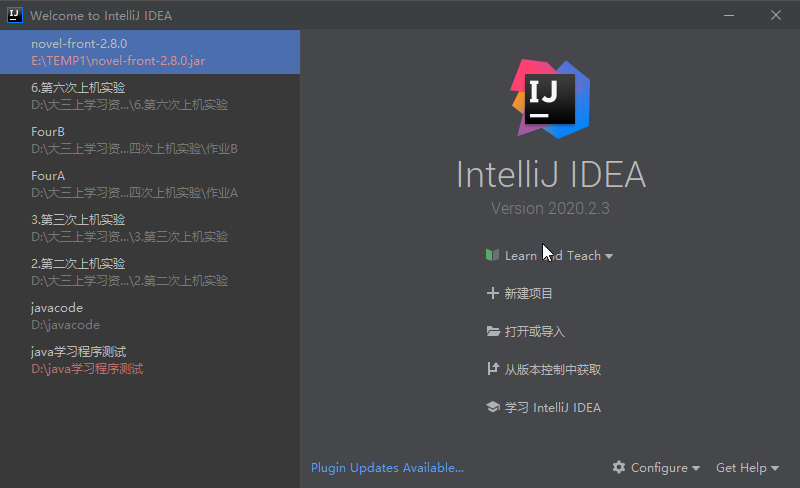 Welcome to IntelliJ IDEA
novel-front-2.8.0
E:\TEMP1\novel-front-2.8.0.jar
6.第六次上机实验
D:\大三上学习资...\6.第六次上机实验
FourB
D:\大三上学习资...四次上机实验\作业B
FourA
D:\大三上学习资...四次上机实验\作业A
3.第三次上机实验
D:\大三上学习资...\3.第三次上机实验
2.第二次上机实验
D:\大三上学习资...\2.第二次上机实验
javacode
D:\javacode
java学习程序测试
D:\java学习程序测试
IJ
IntelliJ IDEA
Version 2020.2.3
Learn and Teach
新建项目
打开或导入
从版本控制中获取
学习 IntelliJ IDEA
Plugin Updates Available...
Configure
Get Help